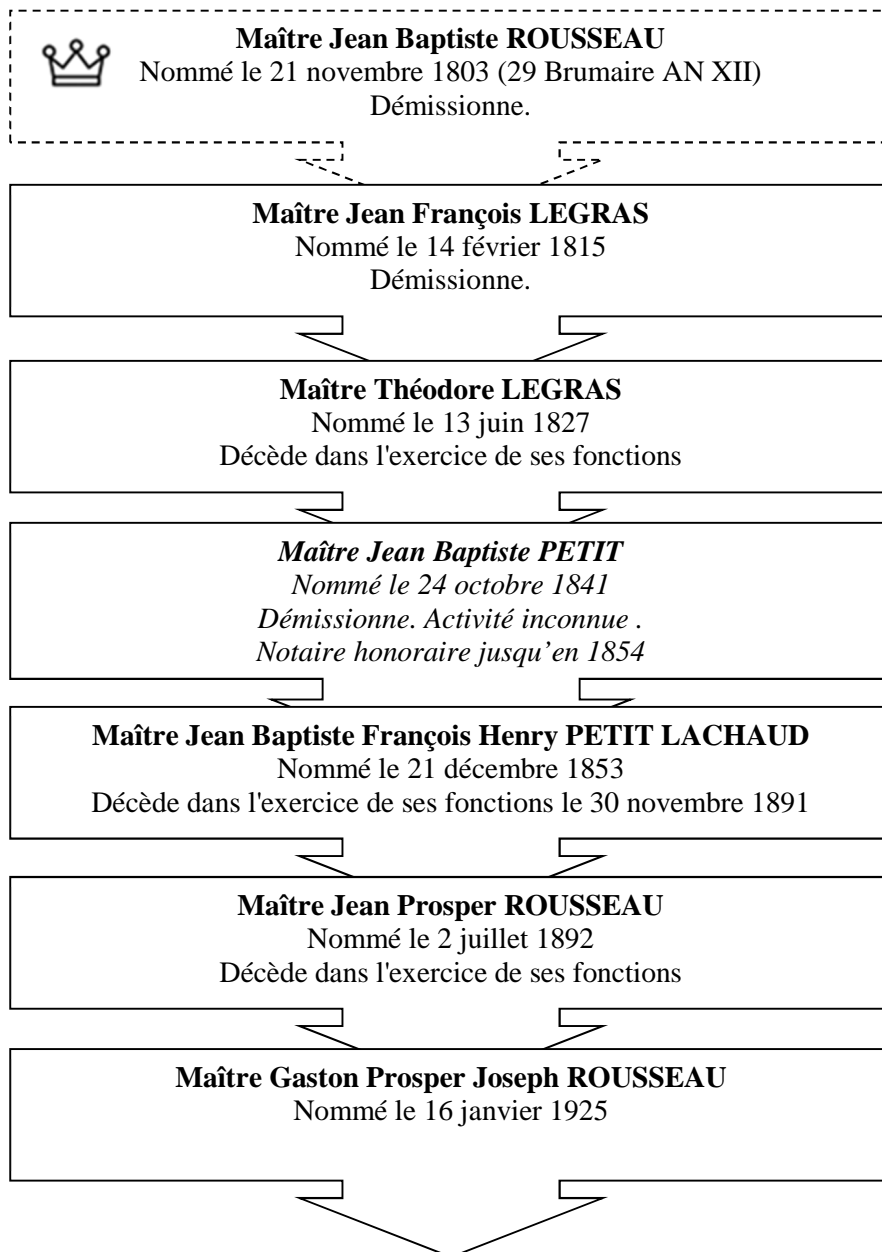 Maître Jean Baptiste ROUSSEAU
Nommé le 21 novembre 1803 (29 Brumaire AN XII)
Démissionne.
Maître Jean François LEGRAS
Nommé le 14 février 1815
Démissionne.
Maître Théodore LEGRAS
Nommé le 13 juin 1827
Décède dans l'exercice de ses fonctions
Maître Jean Baptiste PETIT
Nommé le 24 octobre 1841
Démissionne. Activité inconnue .
Notaire honoraire jusqu’en 1854
Maître Jean Baptiste François Henry PETIT LACHAUD
Nommé le 21 décembre 1853
Décède dans l'exercice de ses fonctions le 30 novembre 1891
Maître Jean Prosper ROUSSEAU
Nommé le 2 juillet 1892
Décède dans l'exercice de ses fonctions
Maître Gaston Prosper Joseph ROUSSEAU
Nommé le 16 janvier 1925